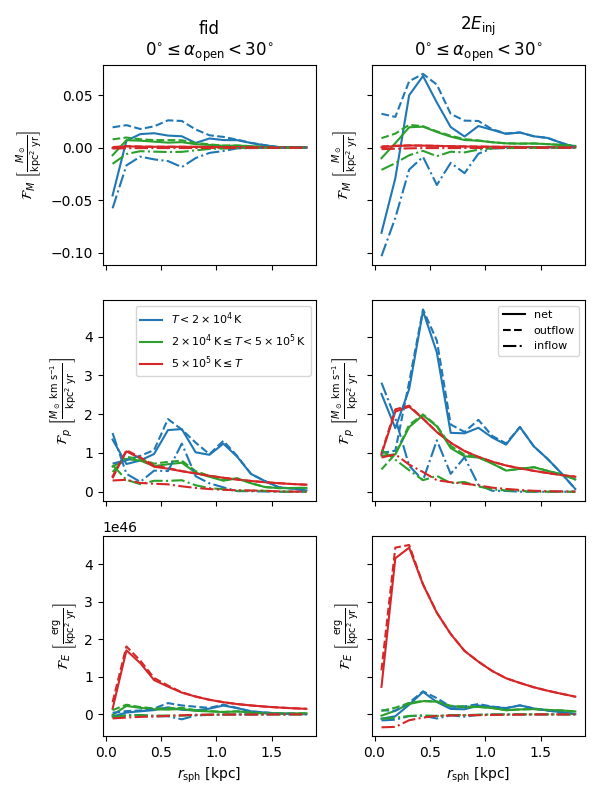 fid
0° ≤ α_open < 30°
2E_inj
0° ≤ α_open < 30°
0.05
0.00
−0.05
−0.10
ℱ_M [M_⊙ / kpc² yr]
ℱ_M [M_⊙ / kpc² yr]
4
3
2
1
0
ℱ_p [M_⊙ km s⁻¹ / kpc² yr]
T < 2 × 10⁴ K
2 × 10⁴ K ≤ T < 5 × 10⁵ K
5 × 10⁵ K ≤ T
ℱ_p [M_⊙ km s⁻¹ / kpc² yr]
net
outflow
inflow
1e46
4
3
2
1
0
ℱ_E [erg / kpc² yr]
ℱ_E [erg / kpc² yr]
0.0 0.5 1.0 1.5
r_sph [kpc]
0.0 0.5 1.0 1.5
r_sph [kpc]